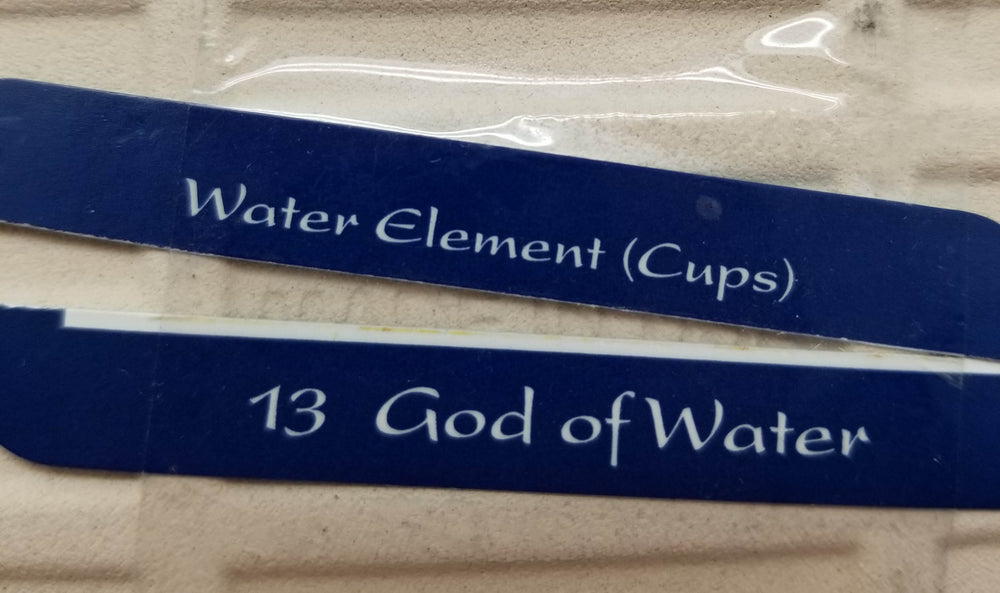 Water Element (Cups)
13 God of Water